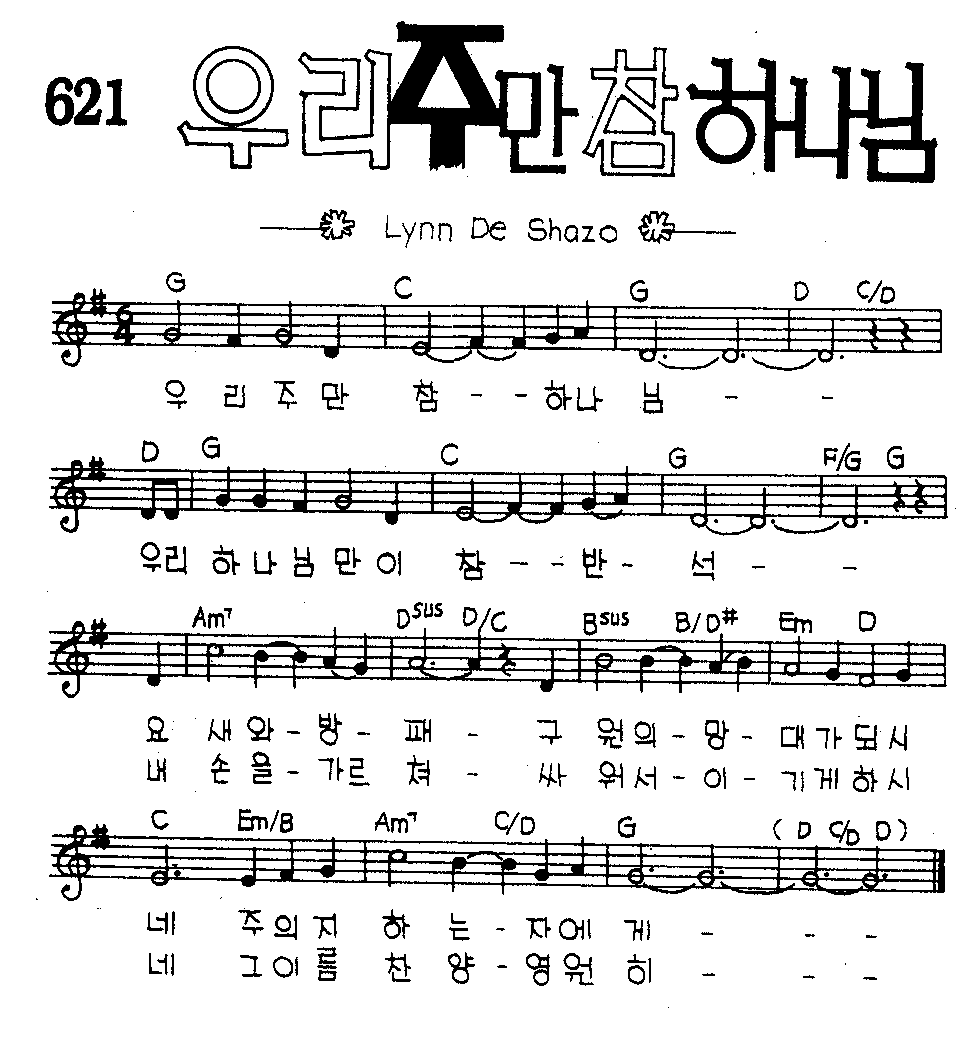 621 우리주만참하나님
Lynn De Shazo
G C G D C/D
6/4
우 리 주 만 참 - - 하나 님 - -
D G C G F/G G
우리 하 나 님 만 이 참 - - 반 - 석 - -
Am7 Dsus D/C Bsus B/D# Em D
요 새 와 - 방 - 패 - 구 원의 - 망 - 대가되시
내 손 을 - 가르 쳐 - 싸 워서 - 이 - 기게하시
C Em/B Am7 C/D G ( D C/D D )
네 주의지 하 는 - 자에 게 - - -
네 그이름 찬 양 - 영원 히 - - -